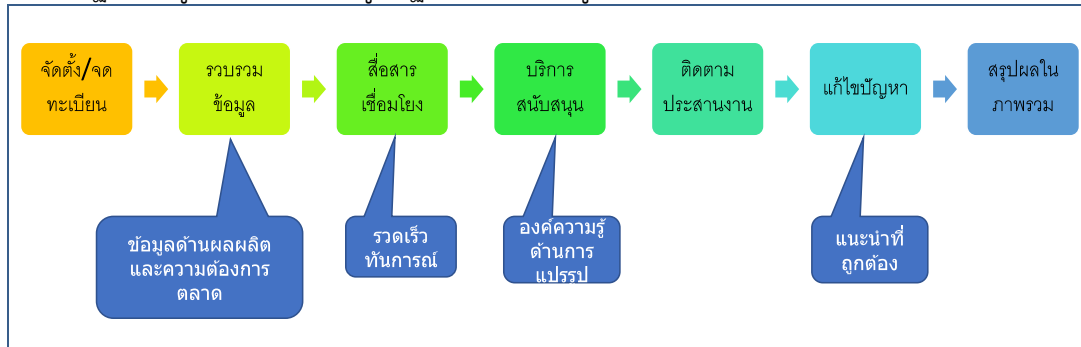 จัดตั้ง/จด
ทะเบียน
รวบรวม
ข้อมูล
สื่อสาร
เชื่อมโยง
บริการ
สนับสนุน
ติดตาม
ประสานงาน
แก้ไขปัญหา
สรุปผลใน
ภาพรวม
ข้อมูลด้านผลผลิต
และความต้องการ
ตลาด
รวดเร็ว
ทันการณ์
องค์ความรู้
ด้านการ
แปรรูป
แนะนำที่
ถูกต้อง